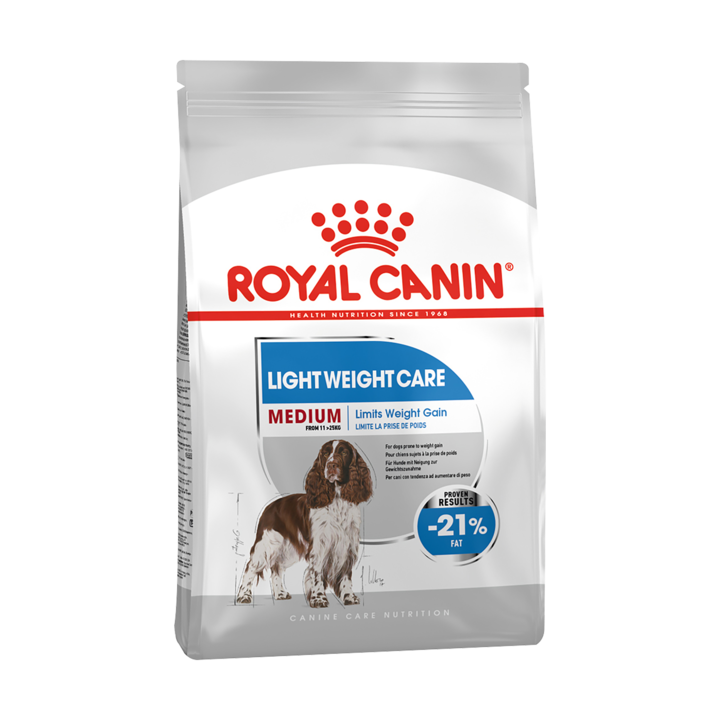 ROYAL CANIN®
HEALTH NUTRITION SINCE 1968
LIGHT WEIGHT CARE
MEDIUM
FROM 11 > 25KG
Limits Weight Gain
LIMITE LA PRISE DE POIDS
For dogs prone to weight gain
Pour chiens sujets à la prise de poids
Für Hunde mit Neigung zur
Gewichtszunahme
Per cani con tendenza ad aumentare di peso
PROVEN
RESULTS
-21%
FAT
CANINE CARE NUTRITION